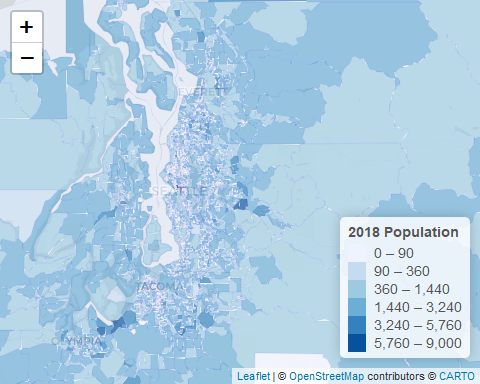 +
−
EVERETT
SEATTLE
TACOMA
OLYMPIA
2018 Population
0 – 90
90 – 360
360 – 1,440
1,440 – 3,240
3,240 – 5,760
5,760 – 9,000
Leaflet | © OpenStreetMap contributors © CARTO